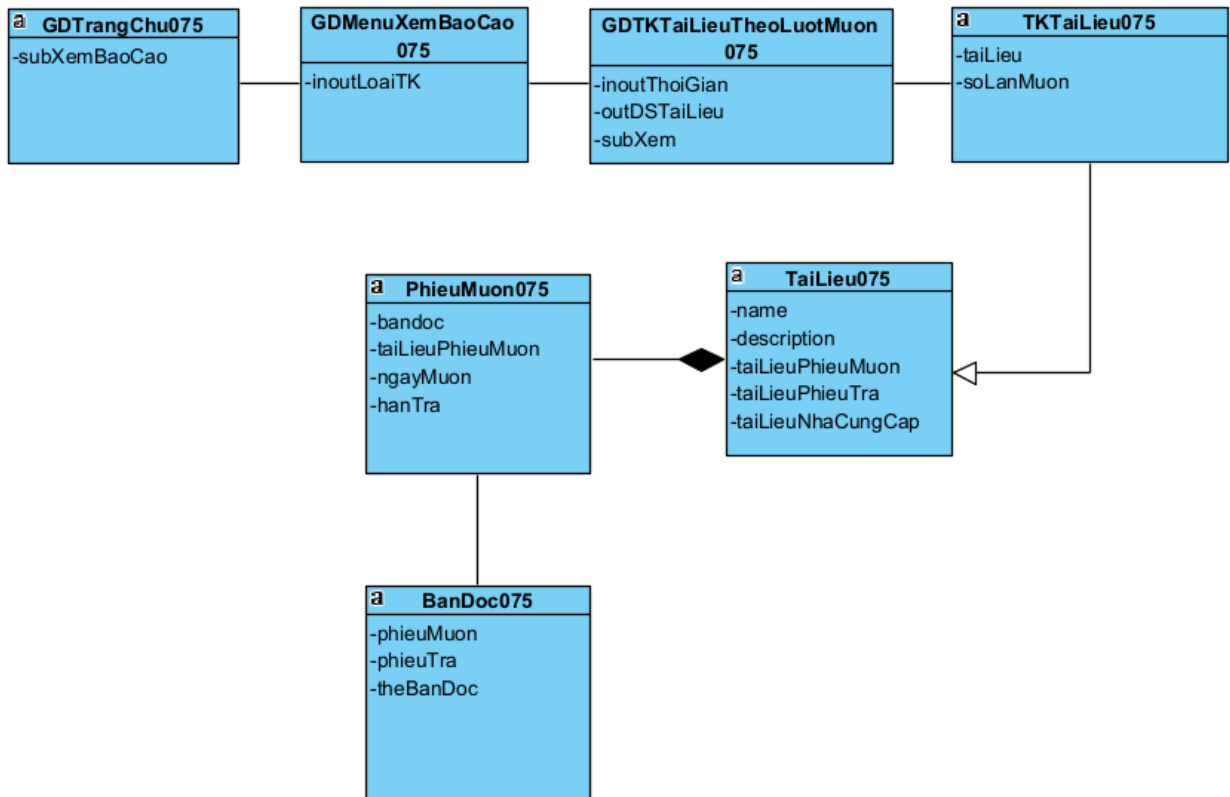 a GDTrangChu075
-subXemBaoCao
GDMenuXemBaoCao
075
-inoutLoaiTK
GDTKTaiLieuTheoLuotMuon
075
-inoutThoiGian
-outDSTaiLieu
-subXem
a TKTaiLieu075
-taiLieu
-soLanMuon
a PhieuMuon075
-bandoc
-taiLieuPhieuMuon
-ngayMuon
-hanTra
a TaiLieu075
-name
-description
-taiLieuPhieuMuon
-taiLieuPhieuTra
-taiLieuNhaCungCap
a BanDoc075
-phieuMuon
-phieuTra
-theBanDoc